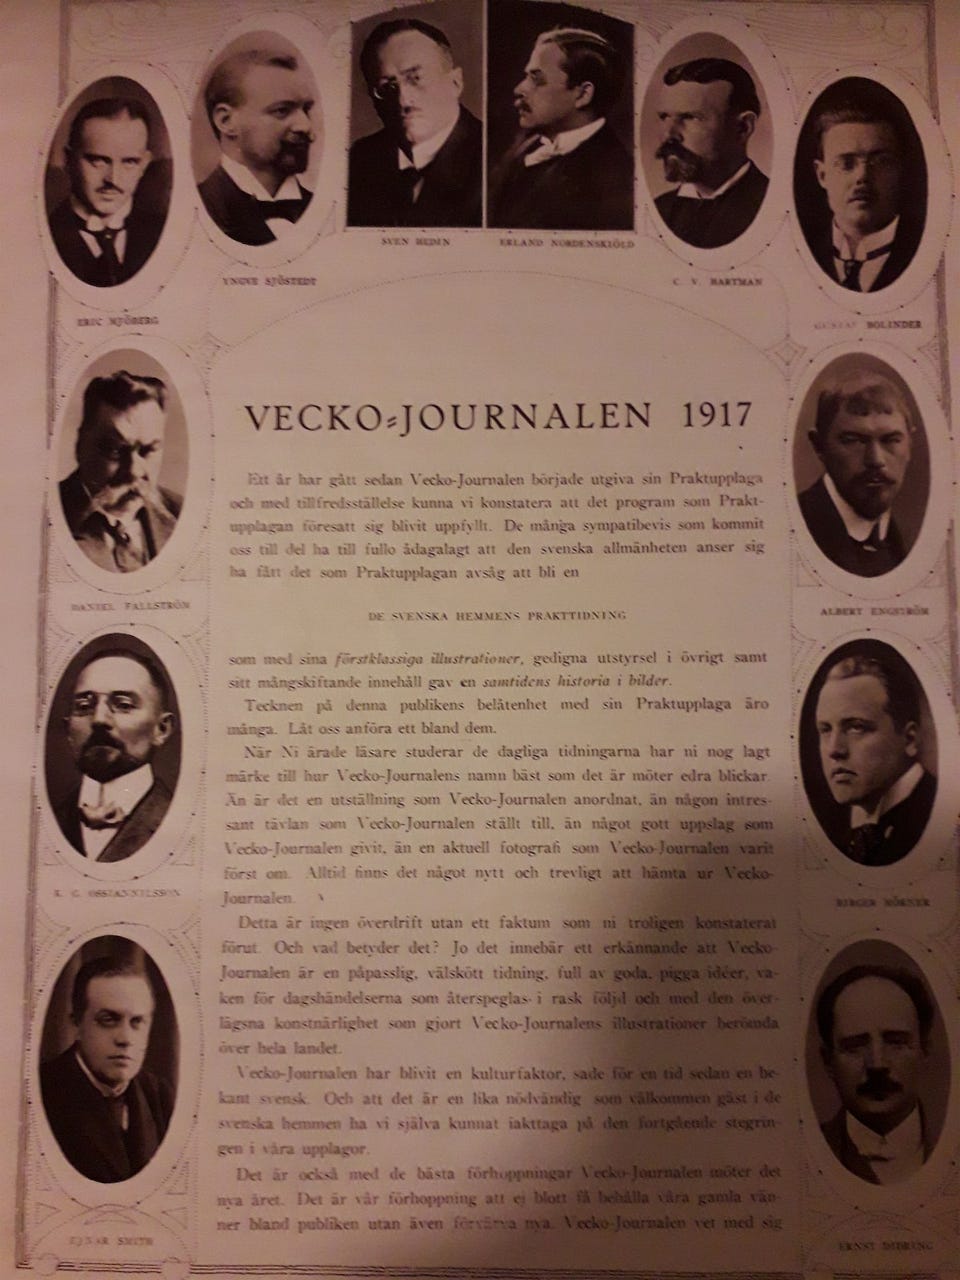 SVEN HEDIN
ERLAND NORDENSKIÖLD
YNGVE SJÖSTEDT
C. V. HARTMAN
ERIC MJÖBERG
GUSTAF BOLINDER
VECKO-JOURNALEN 1917
Ett år har gått sedan Vecko-Journalen började utgiva sin Praktupplaga
och med tillfredsställelse kunna vi konstatera att det program som Prakt-
upplagan föresatt sig blivit uppfyllt. De många sympatibevis som kommit
oss till del ha till fullo ådagalagt att den svenska allmänheten anser sig
ha fått det som Praktupplagan avsåg att bli en
DANIEL FALLSTRÖM
ALBERT ENGSTRÖM
DE SVENSKA HEMMENS PRAKTTIDNING
som med sina förstklassiga illustrationer, gedigna utstyrsel i övrigt samt
sitt mångskiftande innehåll gav en samtidens historia i bilder.
Tecknen på denna publikens belåtenhet med sin Praktupplaga äro
många. Låt oss anföra ett bland dem.
När Ni ärade läsare studerar de dagliga tidningarna har ni nog lagt
märke till hur Vecko-Journalens namn bäst som det är möter edra blickar.
Än är det en utställning som Vecko-Journalen anordnat, än någon intres-
sant tävlan som Vecko-Journalen ställt till, än något gott uppslag som
Vecko-Journalen givit, än en aktuell fotografi som Vecko-Journalen varit
först om. Alltid finns det något nytt och trevligt att hämta ur Vecko-
Journalen.
K. G. OSSIANNILSSON
BIRGER MÖRNER
Detta är ingen överdrift utan ett faktum som ni troligen konstaterat
förut. Och vad betyder det? Jo det innebär ett erkännande att Vecko-
Journalen är en påpasslig, välskött tidning, full av goda, pigga idéer, va-
ken för dagshändelserna som återspeglas i rask följd och med den över-
lägsna konstnärlighet som gjort Vecko-Journalens illustrationer berömda
över hela landet.
Vecko-Journalen har blivit en kulturfaktor, sade för en tid sedan en be-
kant svensk. Och att det är en lika nödvändig som välkommen gäst i de
svenska hemmen ha vi själva kunnat iakttaga på den fortgående stegrin-
gen i våra upplagor.
Det är också med de bästa förhoppningar Vecko-Journalen möter det
nya året. Det är vår förhoppning att ej blott få behålla våra gamla vän-
ner bland publiken utan även förvärva nya. Vecko-Journalen vet med sig
EJNAR SMITH
ERNST DIDRING